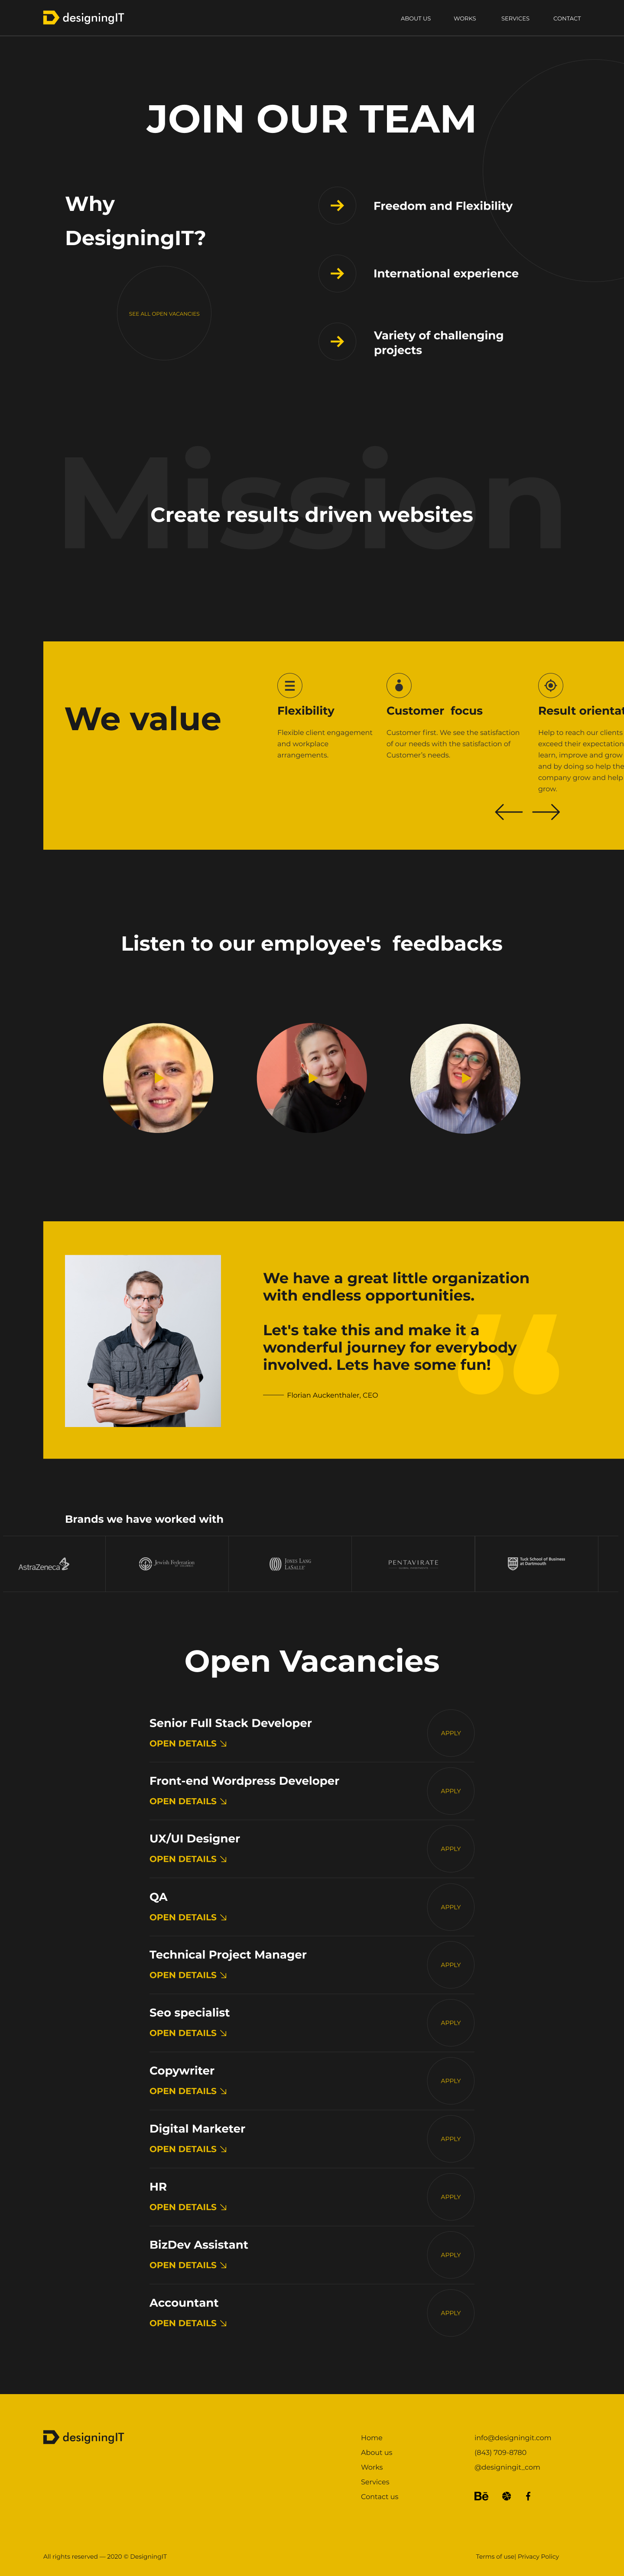 designingIT
ABOUT US
WORKS
SERVICES
CONTACT
JOIN OUR TEAM
Why
DesigningIT?
SEE ALL OPEN VACANCIES
Freedom and Flexibility
International experience
Variety of challenging
projects
Mission
Create results driven websites
We value
Flexibility
Flexible client engagement
and workplace
arrangements.
Customer focus
Customer first. We see the satisfaction
of our needs with the satisfaction of
Customer's needs.
Result orientat
Help to reach our clients
exceed their expectation
learn, improve and grow
and by doing so help the
company grow and help
grow.
Listen to our employee's feedbacks
We have a great little organization
with endless opportunities.
Let's take this and make it a
wonderful journey for everybody
involved. Lets have some fun!
Florian Auckenthaler, CEO
Brands we have worked with
AstraZeneca
Jewish Federation
JONES LANG
LASALLE
PENTAVIRATE
Tuck School of Business
at Dartmouth
Open Vacancies
Senior Full Stack Developer
OPEN DETAILS
APPLY
Front-end Wordpress Developer
OPEN DETAILS
APPLY
UX/UI Designer
OPEN DETAILS
APPLY
QA
OPEN DETAILS
APPLY
Technical Project Manager
OPEN DETAILS
APPLY
Seo specialist
OPEN DETAILS
APPLY
Copywriter
OPEN DETAILS
APPLY
Digital Marketer
OPEN DETAILS
APPLY
HR
OPEN DETAILS
APPLY
BizDev Assistant
OPEN DETAILS
APPLY
Accountant
OPEN DETAILS
APPLY
designingIT
Home
About us
Works
Services
Contact us
info@designingit.com
(843) 709-8780
@designingit_com
Bē
All rights reserved — 2020 © DesigningIT
Terms of use| Privacy Policy